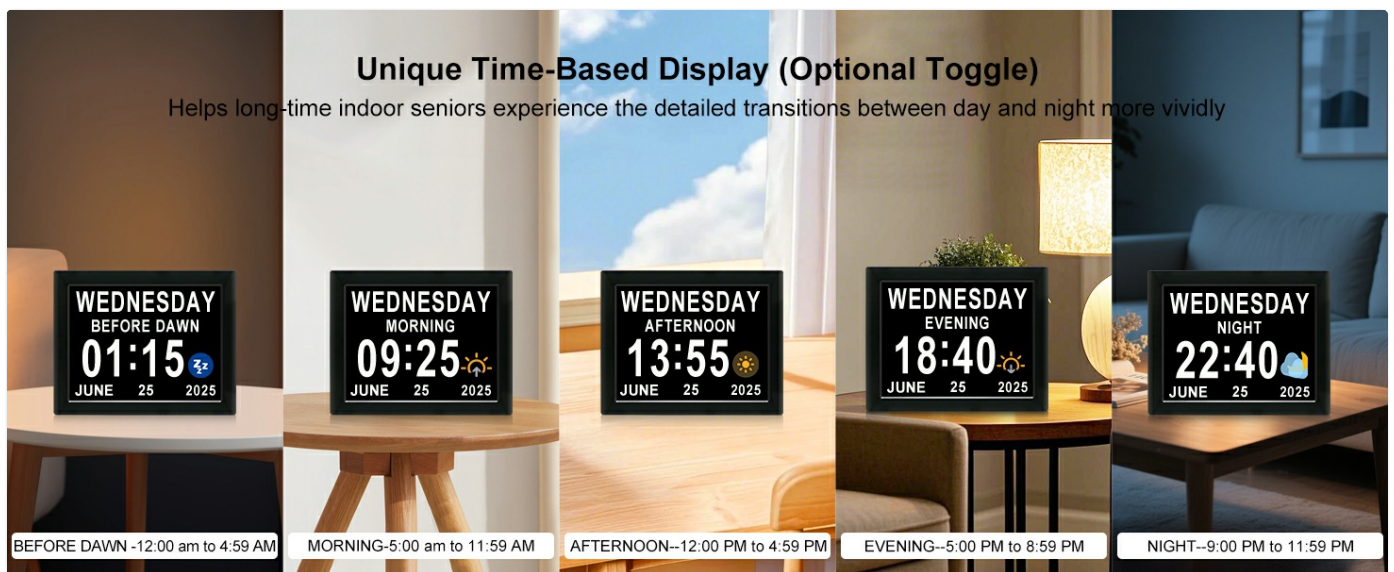 Unique Time-Based Display (Optional Toggle)
Helps long-time indoor seniors experience the detailed transitions between day and night more vividly
WEDNESDAY
BEFORE DAWN
01:15
zzz
JUNE 25 2025
BEFORE DAWN -12:00 am to 4:59 AM
WEDNESDAY
MORNING
09:25
JUNE 25 2025
MORNING-5:00 am to 11:59 AM
WEDNESDAY
AFTERNOON
13:55
JUNE 25 2025
AFTERNOON--12:00 PM to 4:59 PM
WEDNESDAY
EVENING
18:40
JUNE 25 2025
EVENING--5:00 PM to 8:59 PM
WEDNESDAY
NIGHT
22:40
JUNE 25 2025
NIGHT--9:00 PM to 11:59 PM